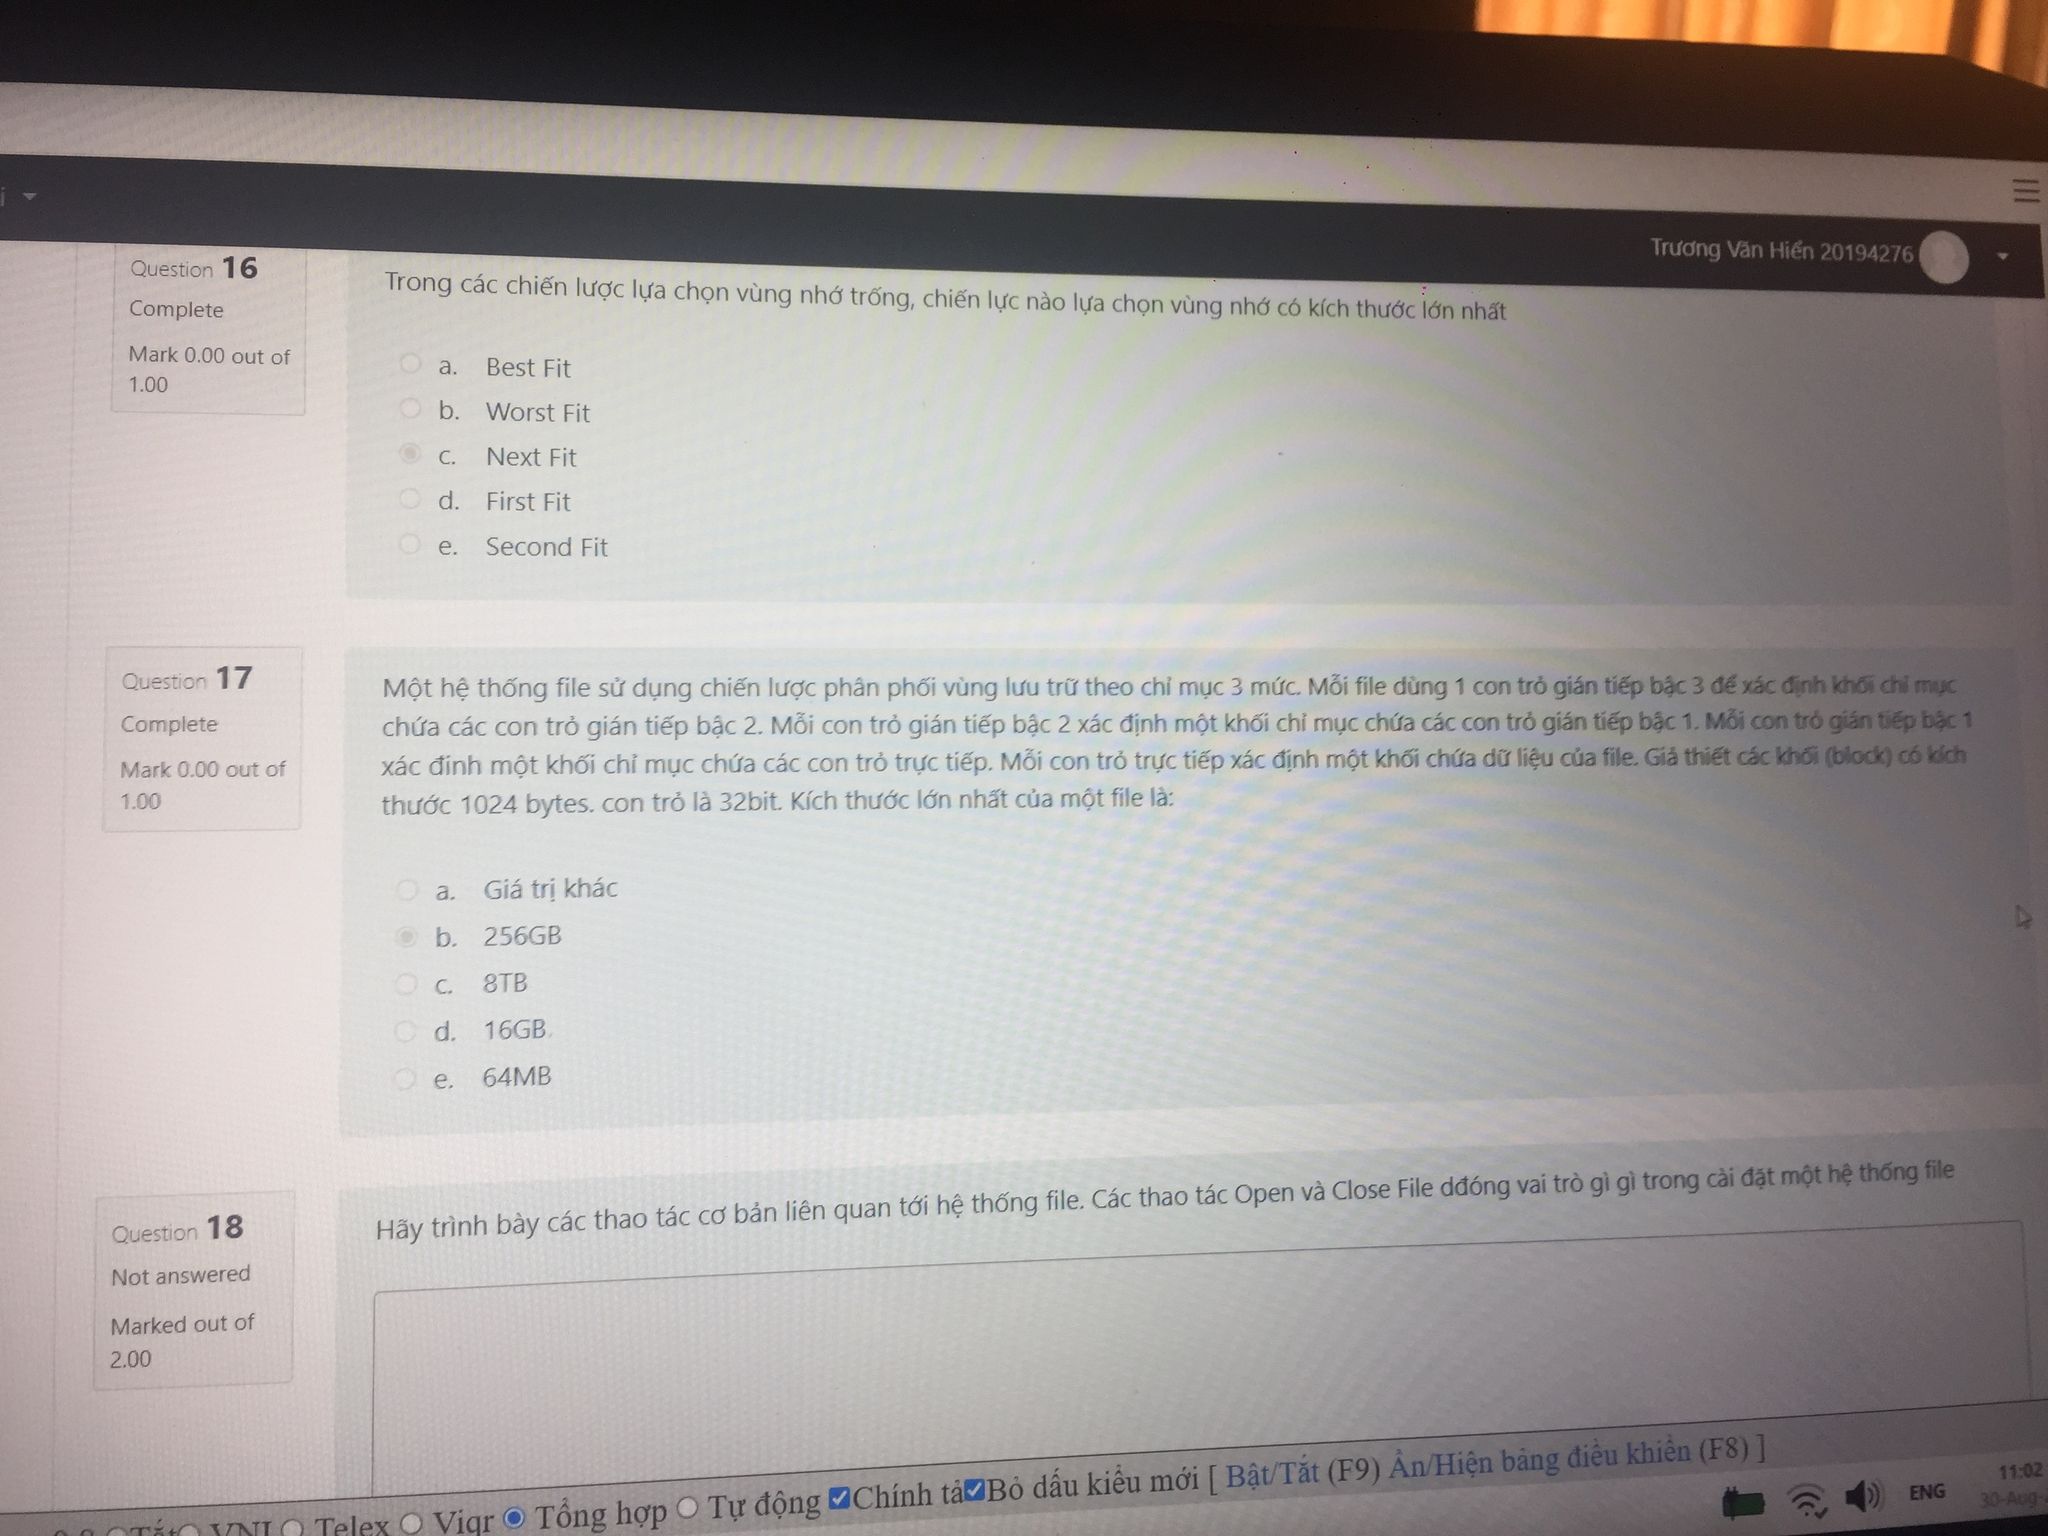 Trương Văn Hiển 20194276
Question 16
Complete
Mark 0.00 out of
1.00
Trong các chiến lược lựa chọn vùng nhớ trống, chiến lực nào lựa chọn vùng nhớ có kích thước lớn nhất
a. Best Fit
b. Worst Fit
c. Next Fit
d. First Fit
e. Second Fit
Question 17
Complete
Mark 0.00 out of
1.00
Một hệ thống file sử dụng chiến lược phân phối vùng lưu trữ theo chỉ mục 3 mức. Mỗi file dùng 1 con trỏ gián tiếp bậc 3 để xác định khối chỉ mục
chứa các con trỏ gián tiếp bậc 2. Mỗi con trỏ gián tiếp bậc 2 xác định một khối chỉ mục chứa các con trỏ gián tiếp bậc 1. Mỗi con trỏ gián tiếp bậc 1
xác đinh một khối chỉ mục chứa các con trỏ trực tiếp. Mỗi con trỏ trực tiếp xác định một khối chứa dữ liệu của file. Giả thiết các khối (block) có kích
thước 1024 bytes. con trỏ là 32bit. Kích thước lớn nhất của một file là:
a. Giá trị khác
b. 256GB
c. 8TB
d. 16GB
e. 64MB
Question 18
Not answered
Marked out of
2.00
Hãy trình bày các thao tác cơ bản liên quan tới hệ thống file. Các thao tác Open và Close File dđóng vai trò gì gì trong cài đặt một hệ thống file
Tắt VNI Telex Viqr Tổng hợp Tự động Chính tả Bỏ dấu kiểu mới [ Bật/Tắt (F9) Ẩn/Hiện bảng điều khiển (F8) ]
ENG
11:02
30-Aug-